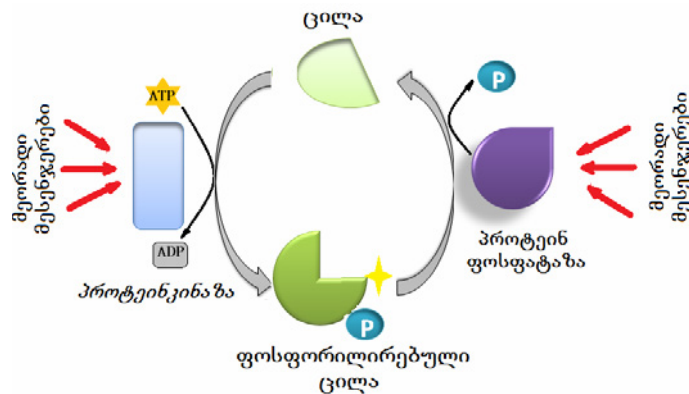 ცილა
ATP
P
მეორადი
მესენჯერები
მეორადი
მესენჯერები
ADP
პროტეინკინაზა
პროტეინ
ფოსფატაზა
P
ფოსფორილირებული
ცილა